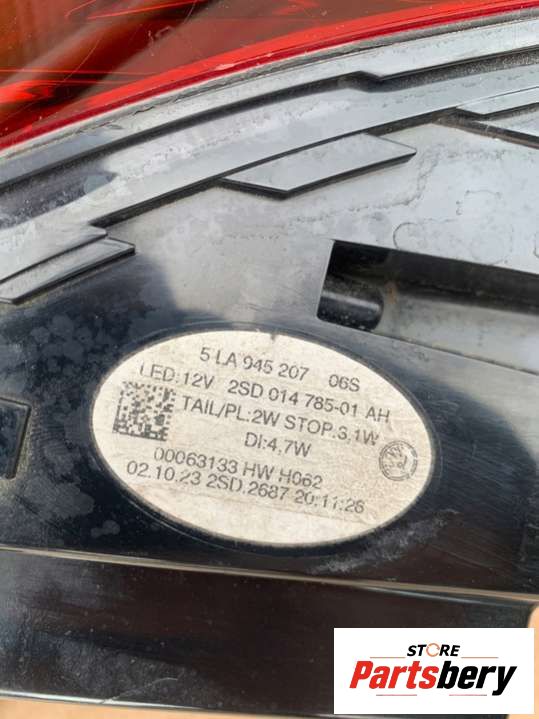 5 LA 945 207 06S
LED:12V 2SD 014 785-01 AH
TAIL/PL:2W STOP:3,1W
DI:4,7W
00063133 HW H062
02.10.23 2SD.2687 20:11:26
STORE
Partsbery